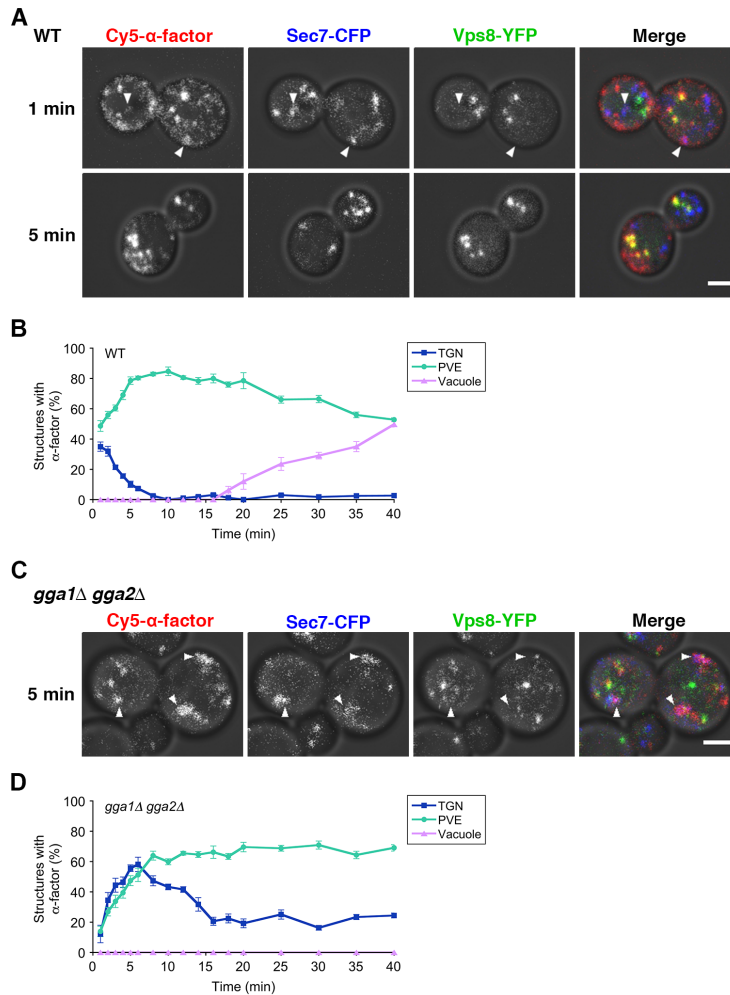 A
WT Cy5-α-factor Sec7-CFP Vps8-YFP Merge
1 min
5 min
B
WT
100
80
60
40
20
0
0 5 10 15 20 25 30 35 40
Structures with
α-factor (%)
Time (min)
TGN
PVE
Vacuole
C
gga1Δ gga2Δ
Cy5-α-factor Sec7-CFP Vps8-YFP Merge
5 min
D
gga1Δ gga2Δ
100
80
60
40
20
0
0 5 10 15 20 25 30 35 40
Structures with
α-factor (%)
Time (min)
TGN
PVE
Vacuole